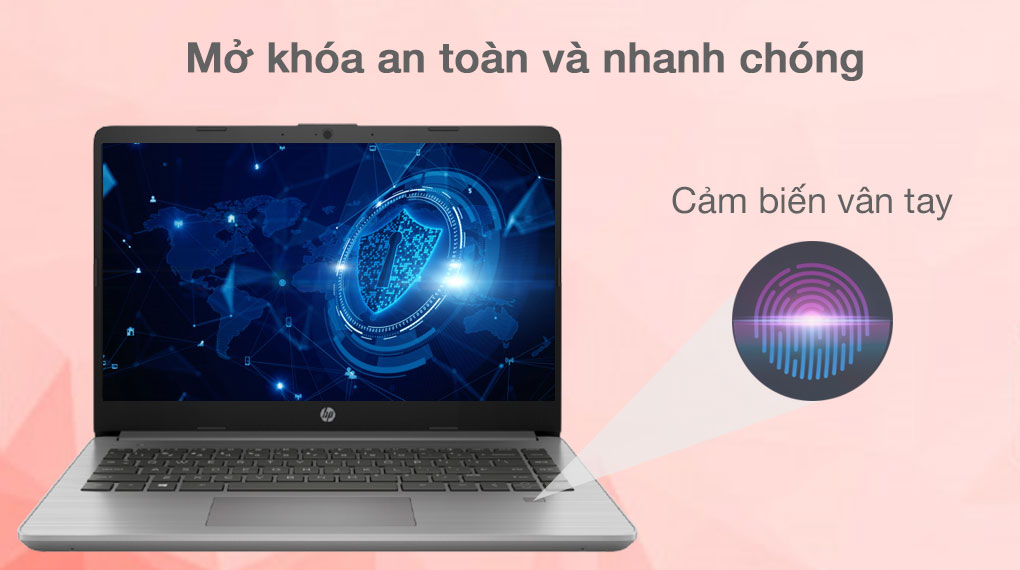 Mở khóa an toàn và nhanh chóng
Cảm biến vân tay
hp